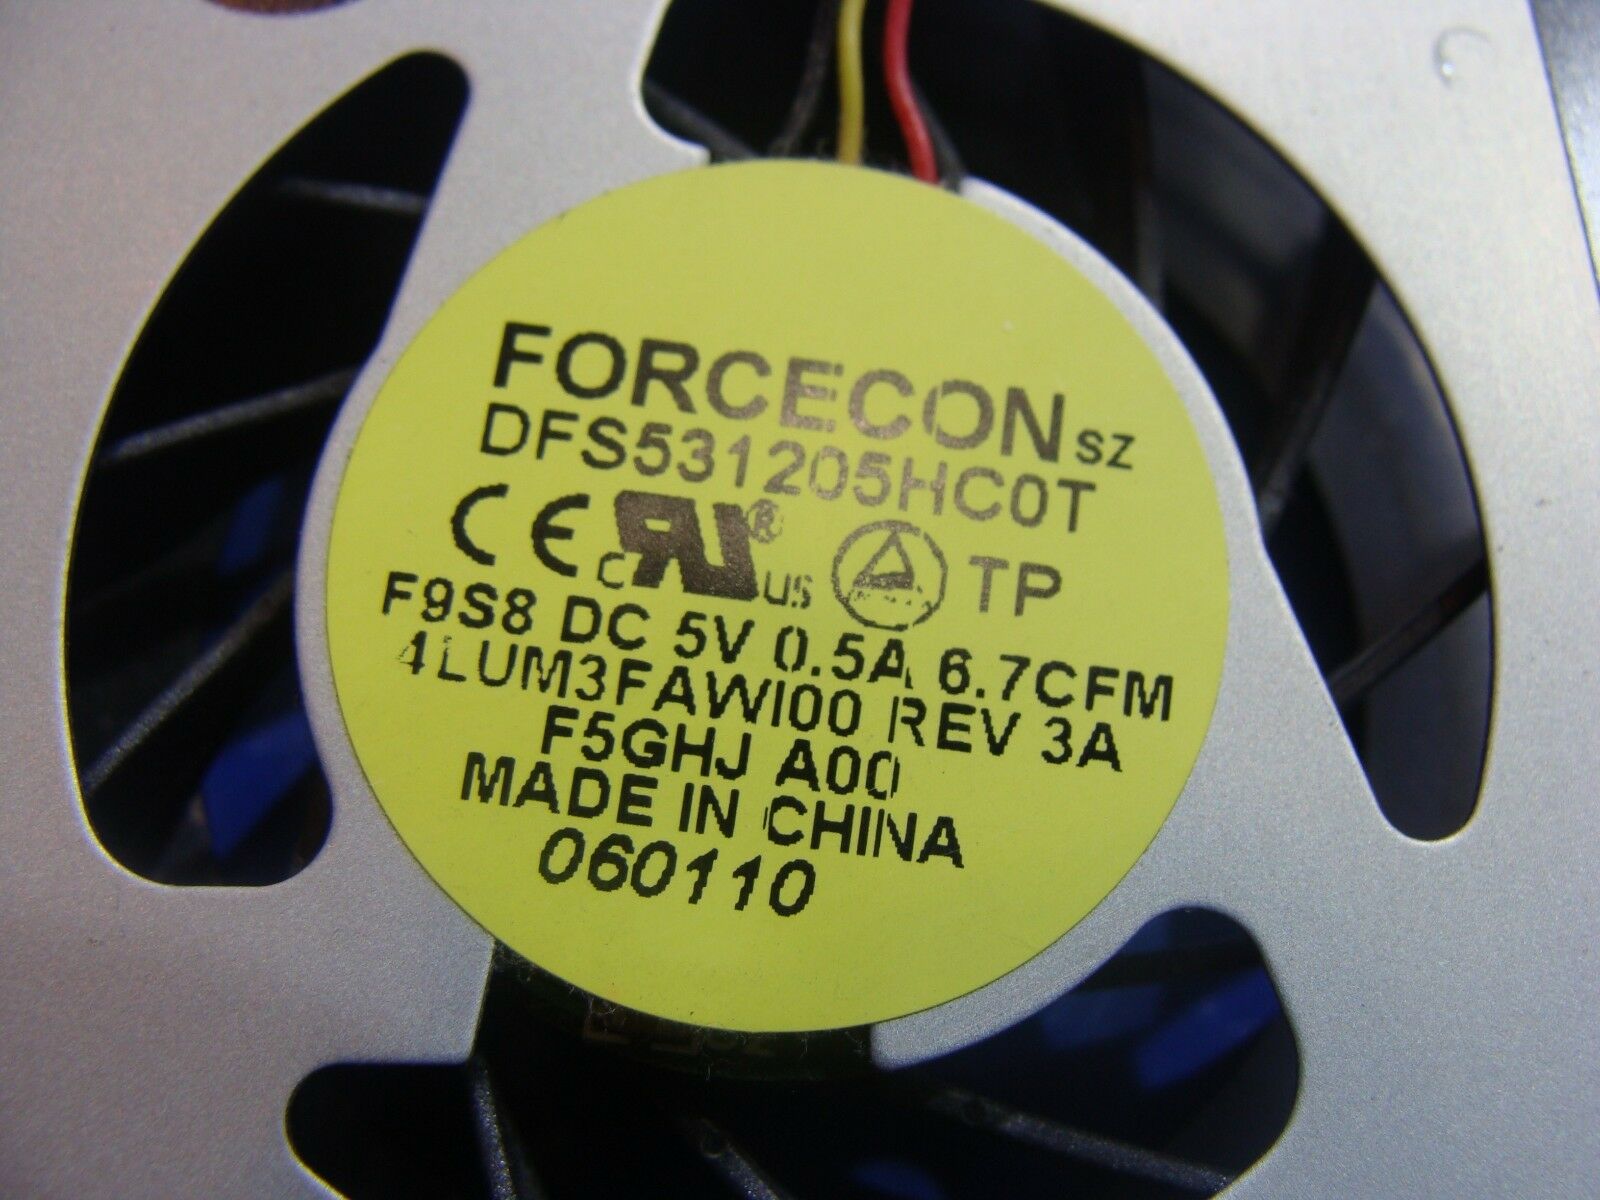 FORCECON SZ
DFS531205HC0T
CE C RU ® US TP
F9S8 DC 5V 0.5A 6.7CFM
4LUM3FAWI00 REV 3A
F5GHJ A00
MADE IN CHINA
060110